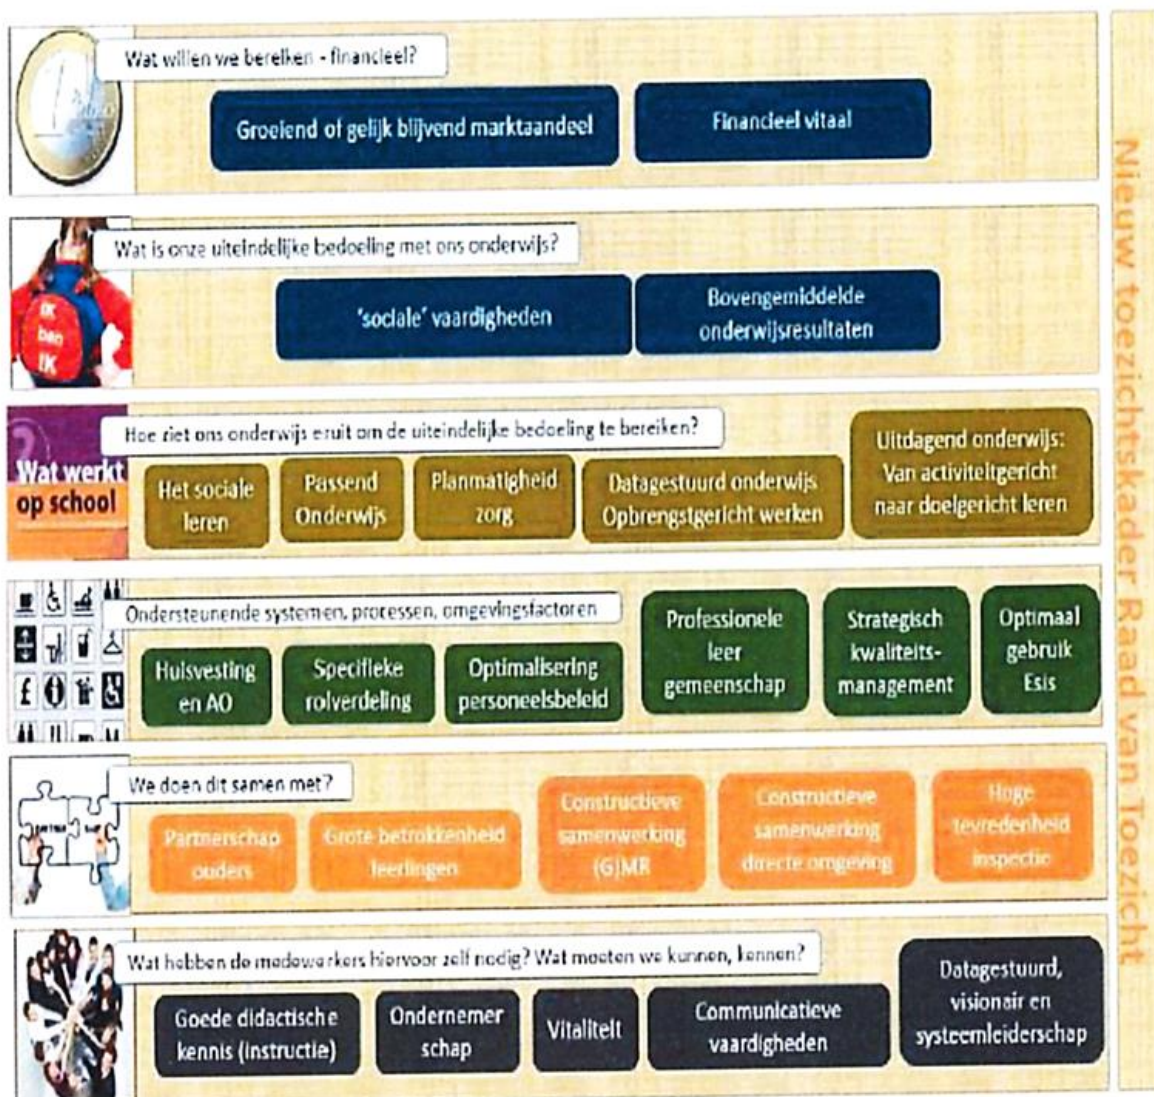 Wat willen we bereiken - financieel?
Groeiend of gelijk blijvend marktaandeel
Financieel vitaal
Wat is onze uiteindelijke bedoeling met ons onderwijs?
IK
ben
IK
'sociale' vaardigheden
Bovengemiddelde
onderwijsresultaten
Wat werkt
op school
Hoe ziet ons onderwijs eruit om de uiteindelijke bedoeling te bereiken?
Het sociale
leren
Passend
Onderwijs
Planmatigheid
zorg
Datagestuurd onderwijs
Opbrengstgericht werken
Uitdagend onderwijs:
Van activiteitgericht
naar doelgericht leren
Ondersteunende systemen, processen, omgevingsfactoren
Huisvesting
en AO
Specifieke
rolverdeling
Optimalisering
personeelsbeleid
Professionele
leer
gemeenschap
Strategisch
kwaliteits-
management
Optimaal
gebruik
Esis
We doen dit samen met?
Partnerschap
ouders
Grote betrokkenheid
leerlingen
Constructieve
samenwerking
(G)MR
Constructieve
samenwerking
directe omgeving
Hoge
tevredenheid
inspectie
Wat hebben de medewerkers hiervoor zelf nodig? Wat moeten we kunnen, kennen?
Goede didactische
kennis (instructie)
Ondernemer
schap
Vitaliteit
Communicatieve
vaardigheden
Datagestuurd,
visionair en
systeemleiderschap
Nieuw toezichtskader Raad van Toezicht